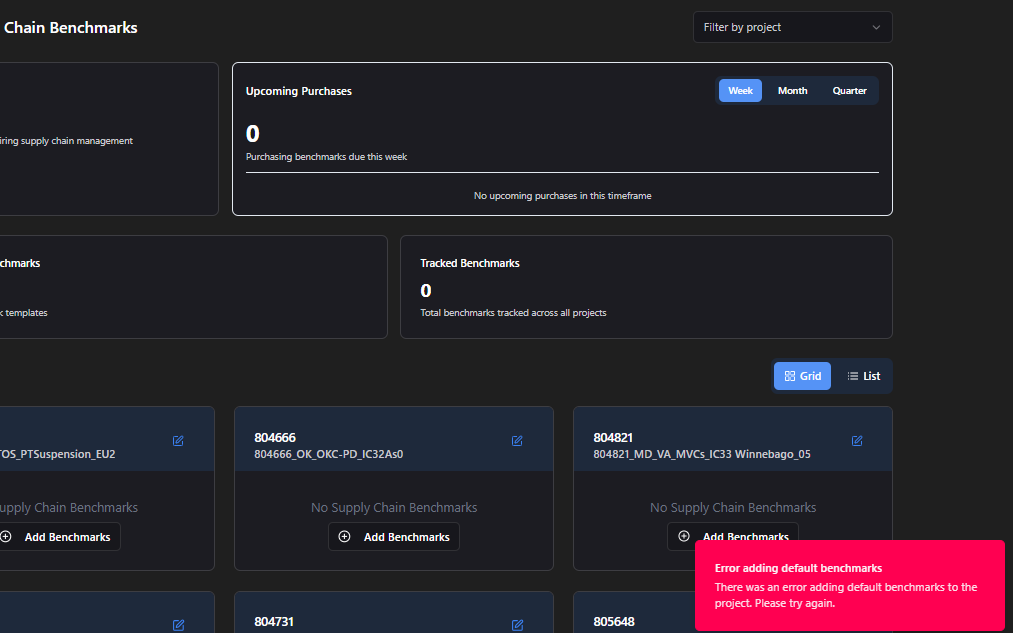 Chain Benchmarks
Filter by project
Upcoming Purchases
Week Month Quarter
0
Purchasing benchmarks due this week
No upcoming purchases in this timeframe
iring supply chain management
chmarks
templates
Tracked Benchmarks
0
Total benchmarks tracked across all projects
Grid List
TOS_PTSuspension_EU2
upply Chain Benchmarks
Add Benchmarks
804666
804666_OK_OKC-PD_IC32As0
No Supply Chain Benchmarks
Add Benchmarks
804821
804821_MD_VA_MVCs_IC33 Winnebago_05
No Supply Chain Benchmarks
Add Benchmarks
804731
805648
Error adding default benchmarks
There was an error adding default benchmarks to the
project. Please try again.